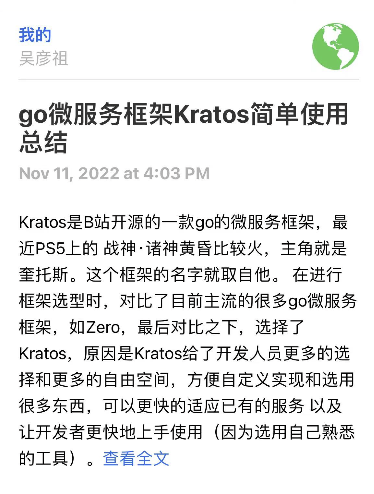 我的
吴彦祖
go微服务框架Kratos简单使用
总结
Nov 11, 2022 at 4:03 PM
Kratos是B站开源的一款go的微服务框架，最
近PS5上的 战神·诸神黄昏比较火，主角就是
奎托斯。这个框架的名字就取自他。 在进行
框架选型时，对比了目前主流的很多go微服务
框架，如Zero，最后对比之下，选择了
Kratos，原因是Kratos给了开发人员更多的选
择和更多的自由空间，方便自定义实现和选用
很多东西，可以更快的适应已有的服务 以及
让开发者更快地上手使用（因为选用自己熟悉
的工具）。查看全文